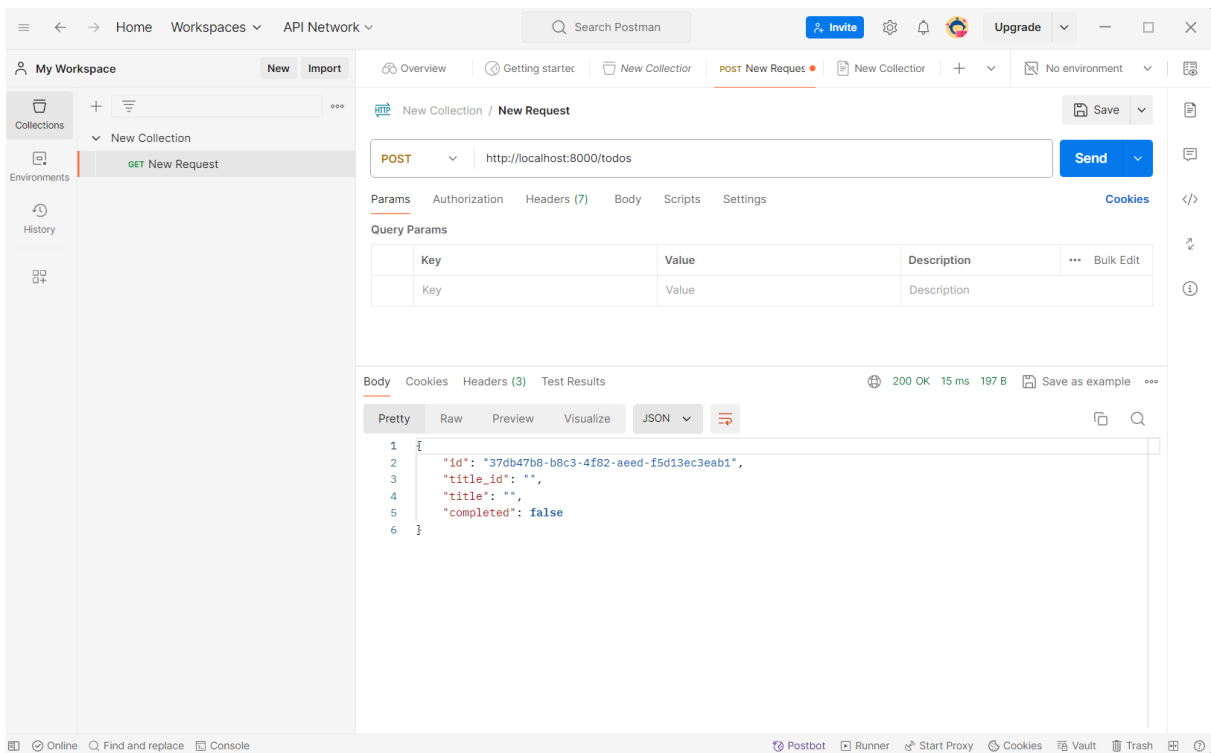 Home Workspaces API Network Search Postman Invite Upgrade
My Workspace New Import Overview Getting started New Collection POST New Reques New Collection No environment
Collections
Environments
History
New Collection
GET New Request
HTTP New Collection / New Request Save
POST http://localhost:8000/todos Send
Params Authorization Headers (7) Body Scripts Settings Cookies
Query Params
Key Value Description Bulk Edit
Key Value Description
Body Cookies Headers (3) Test Results 200 OK 15 ms 197 B Save as example
Pretty Raw Preview Visualize JSON
1 {
2 "id": "37db47b8-b8c3-4f82-aeed-f5d13ec3eab1",
3 "title_id": "",
4 "title": "",
5 "completed": false
6 }
Online Find and replace Console Postbot Runner Start Proxy Cookies Vault Trash